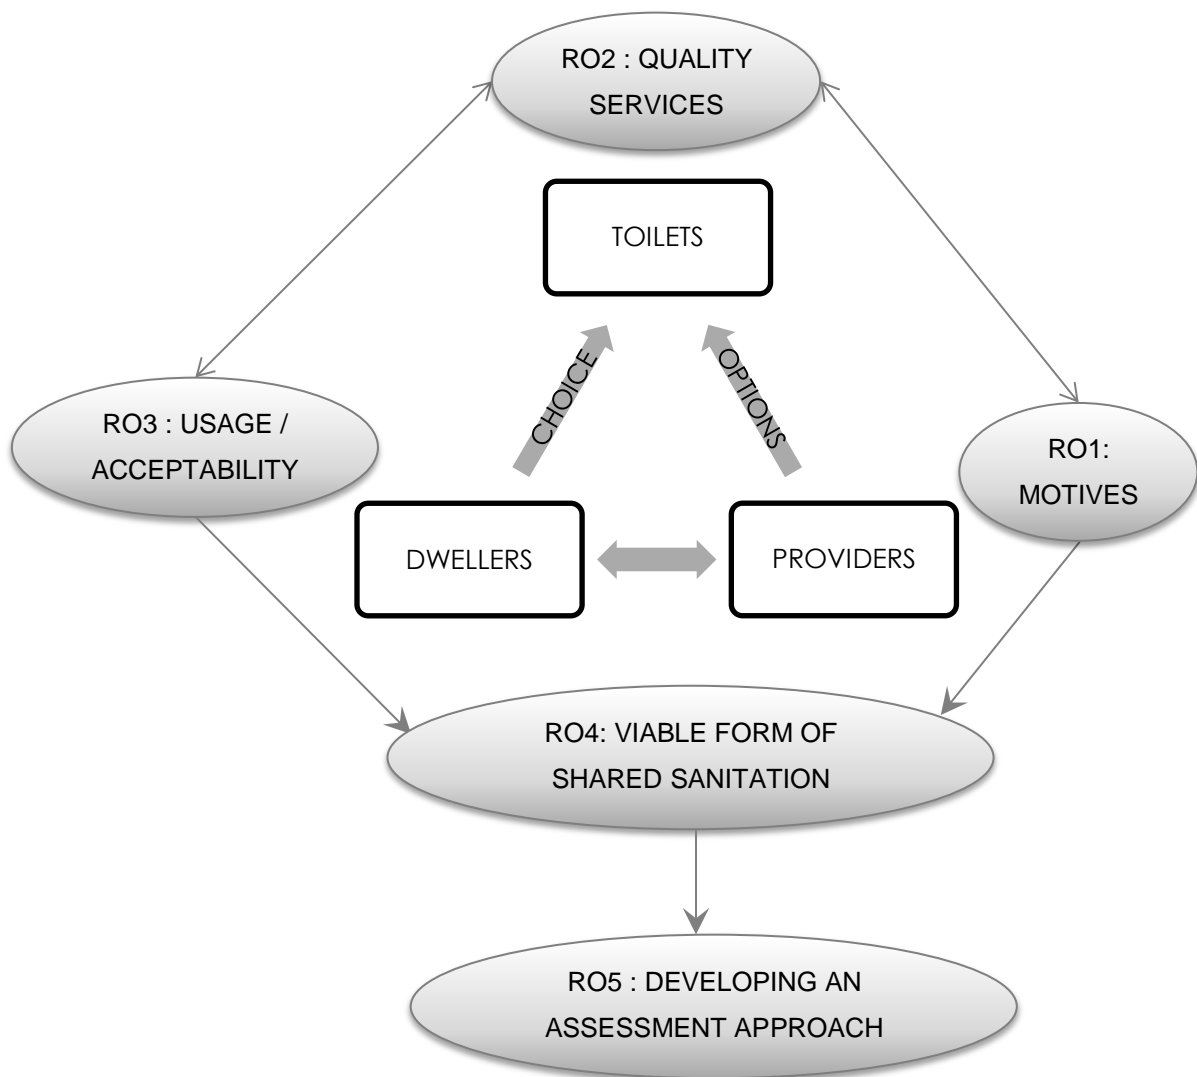 RO2 : QUALITY
SERVICES
TOILETS
CHOICE
OPTIONS
RO3 : USAGE /
ACCEPTABILITY
RO1:
MOTIVES
DWELLERS
PROVIDERS
RO4: VIABLE FORM OF
SHARED SANITATION
RO5 : DEVELOPING AN
ASSESSMENT APPROACH